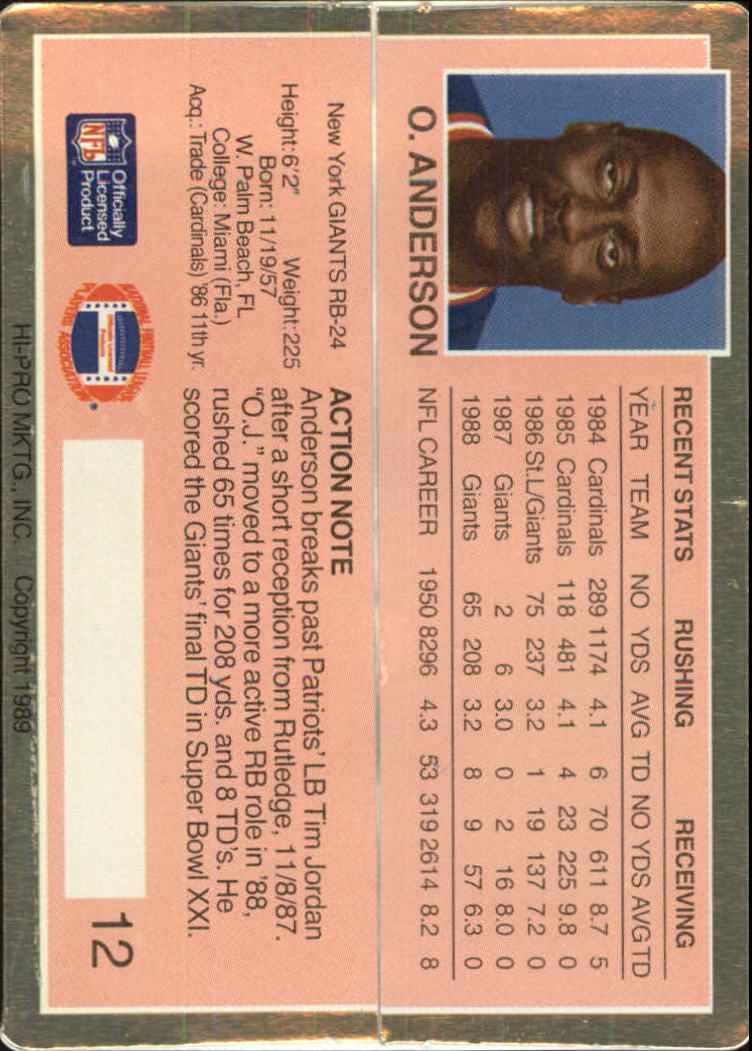 O. ANDERSON
RECENT STATS RUSHING RECEIVING
YEAR TEAM NO YDS AVG TD NO YDS AVG TD
1984 Cardinals 289 1174 4.1 6 70 611 8.7 5
1985 Cardinals 118 481 4.1 4 23 225 9.8 0
1986 St.L/Giants 75 237 3.2 1 19 137 7.2 0
1987 Giants 2 6 3.0 0 2 16 8.0 0
1988 Giants 65 208 3.2 8 9 57 6.3 0
NFL CAREER 1950 8296 4.3 53 319 2614 8.2 8
New York GIANTS RB-24
Height: 6'2" Weight: 225
Born: 11/19/57
W. Palm Beach, FL
College: Miami (Fla.)
Acq.: Trade (Cardinals) '86 11th yr.
ACTION NOTE
Anderson breaks past Patriots' LB Tim Jordan
after a short reception from Rutledge, 11/8/87.
"O.J." moved to a more active RB role in '88,
rushed 65 times for 208 yds. and 8 TD's. He
scored the Giants' final TD in Super Bowl XXI.
NFL
Officially
Licensed
Product
NATIONAL FOOTBALL LEAGUE
PLAYERS ASSOCIATION
Officially Licensed
Product
12
HI-PRO MKTG., INC. Copyright 1989